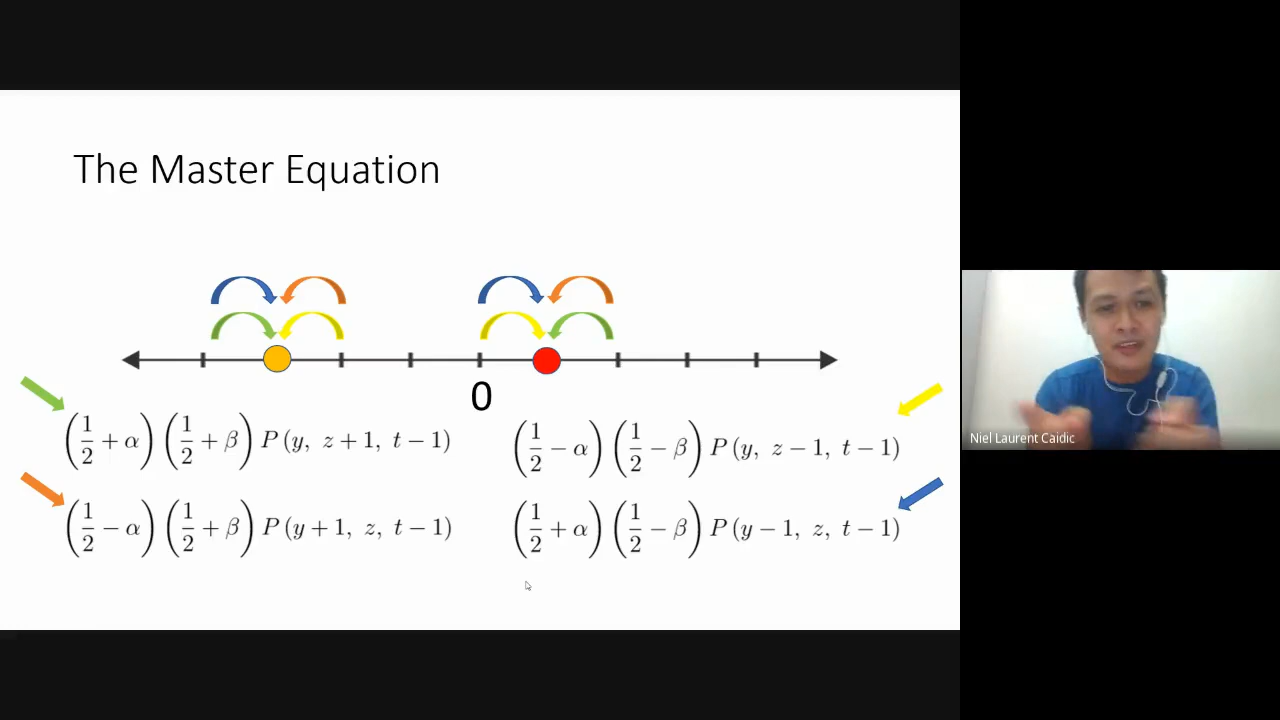 The Master Equation
0
(1/2 + α) (1/2 + β) P (y, z + 1, t − 1)
(1/2 − α) (1/2 − β) P (y, z − 1, t − 1)
(1/2 − α) (1/2 + β) P (y + 1, z, t − 1)
(1/2 + α) (1/2 − β) P (y − 1, z, t − 1)
Niel Laurent Caidic